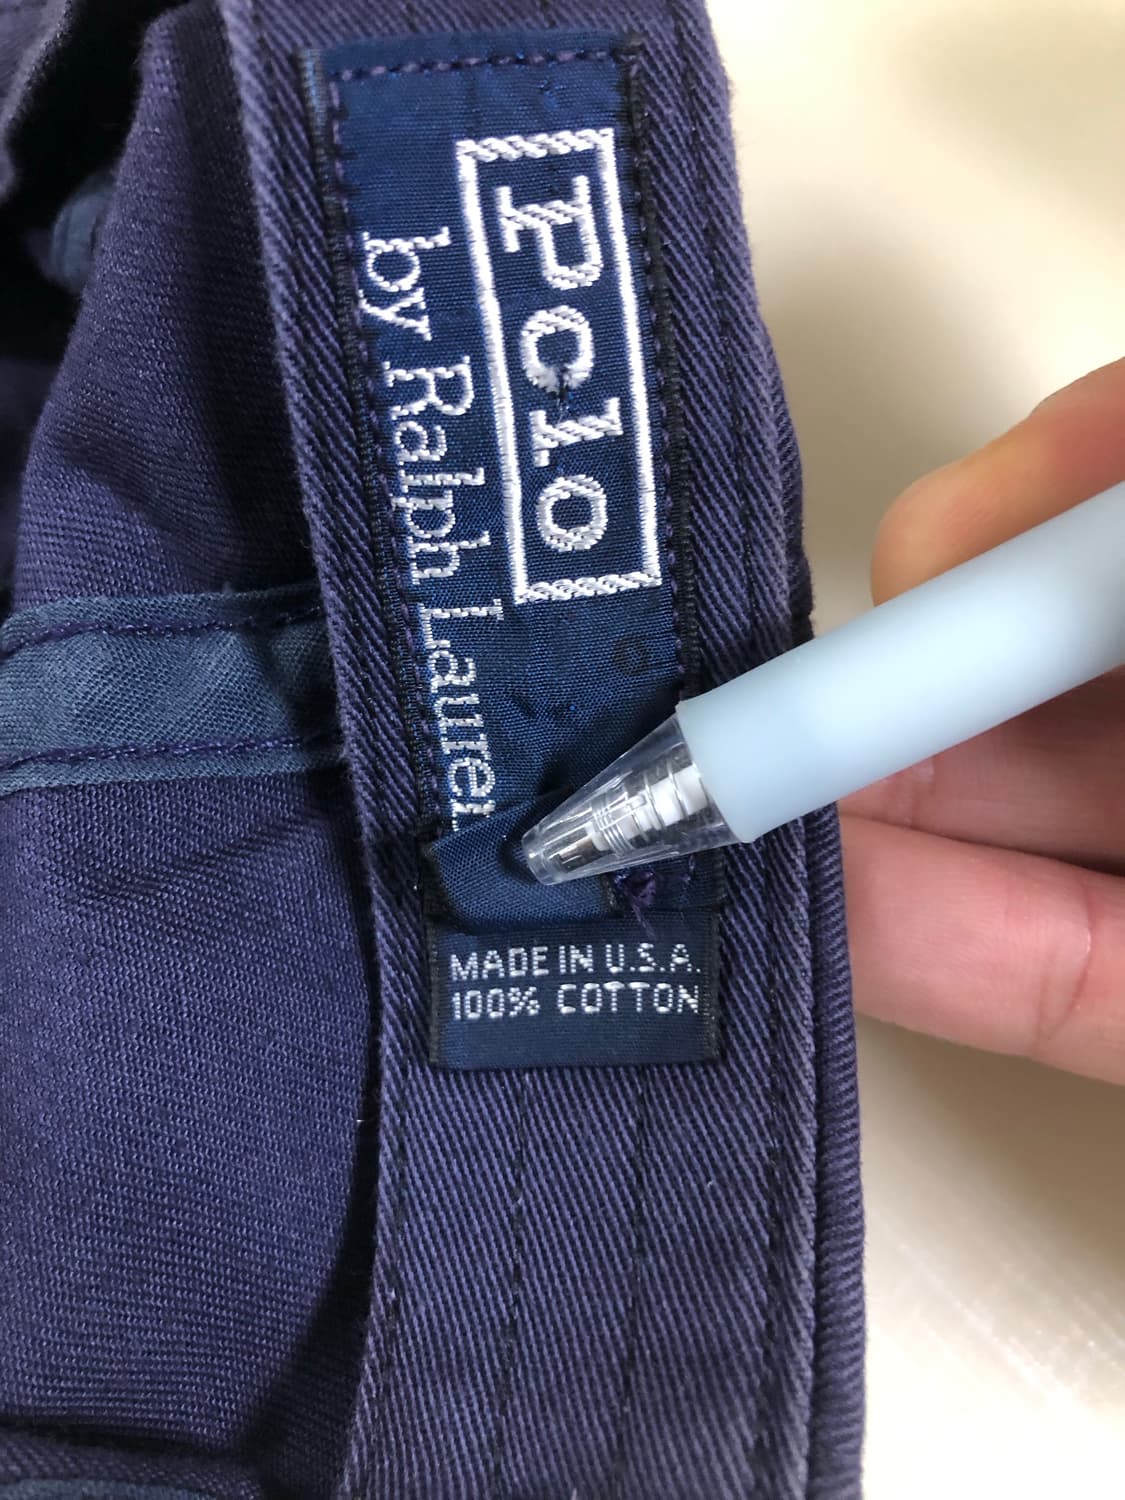 Polo
by Ralph Lauren
MADE IN U.S.A.
100% COTTON